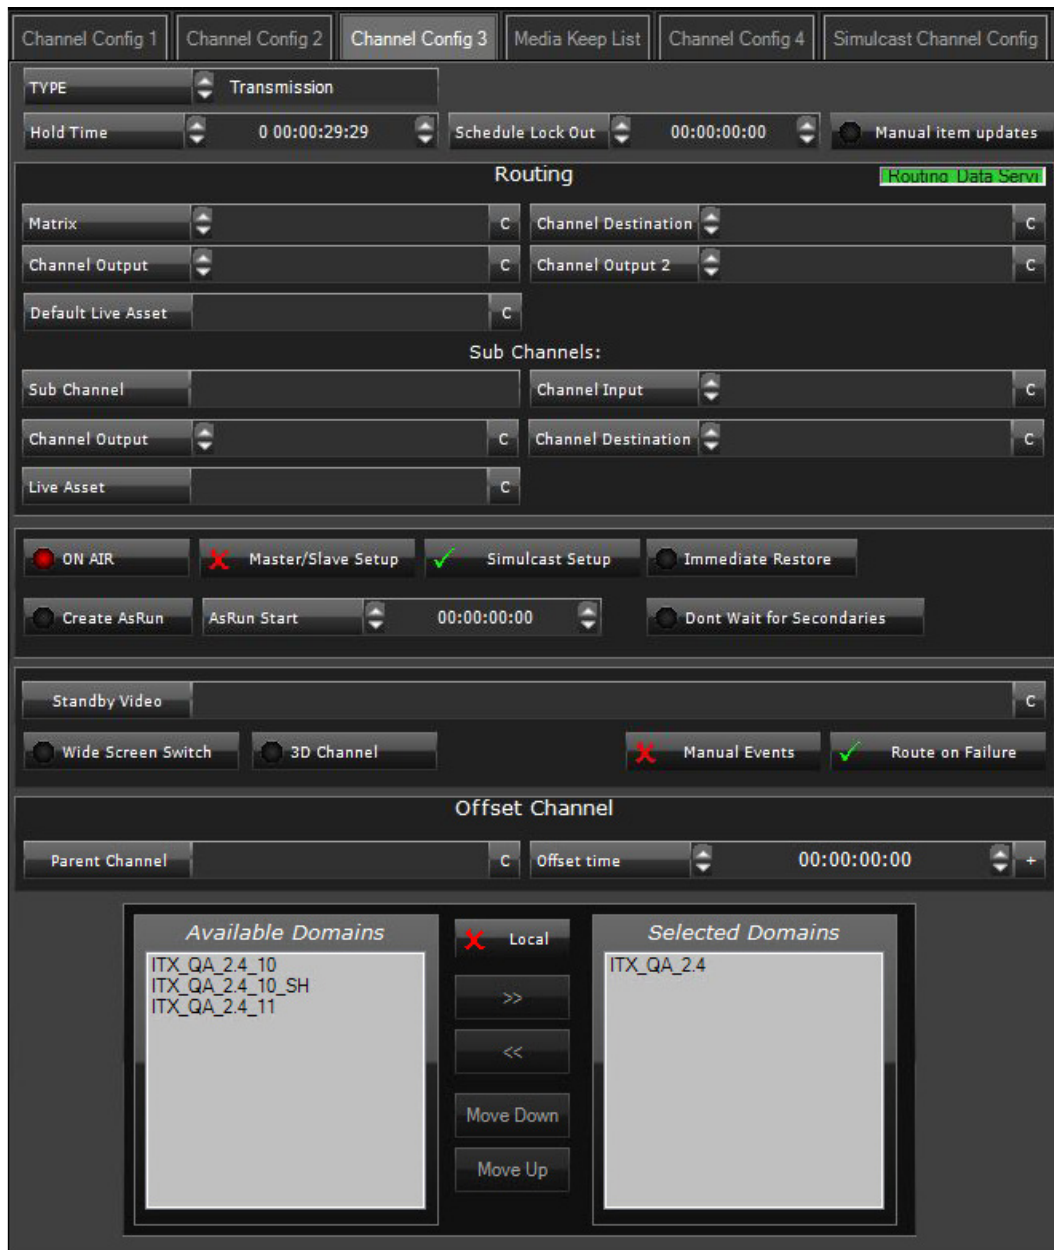 Channel Config 1 Channel Config 2 Channel Config 3 Media Keep List Channel Config 4 Simulcast Channel Config
TYPE Transmission
Hold Time 0 00:00:29:29 Schedule Lock Out 00:00:00:00 Manual item updates
Routing Routing Data Servi
Matrix C Channel Destination C
Channel Output C Channel Output 2 C
Default Live Asset C
Sub Channels:
Sub Channel Channel Input C
Channel Output C Channel Destination C
Live Asset C
ON AIR Master/Slave Setup Simulcast Setup Immediate Restore
Create AsRun AsRun Start 00:00:00:00 Dont Wait for Secondaries
Standby Video C
Wide Screen Switch 3D Channel Manual Events Route on Failure
Offset Channel
Parent Channel C Offset time 00:00:00:00 +
Available Domains Local Selected Domains
ITX_QA_2.4_10 ITX_QA_2.4
ITX_QA_2.4_10_SH
ITX_QA_2.4_11
>>
<<
Move Down
Move Up